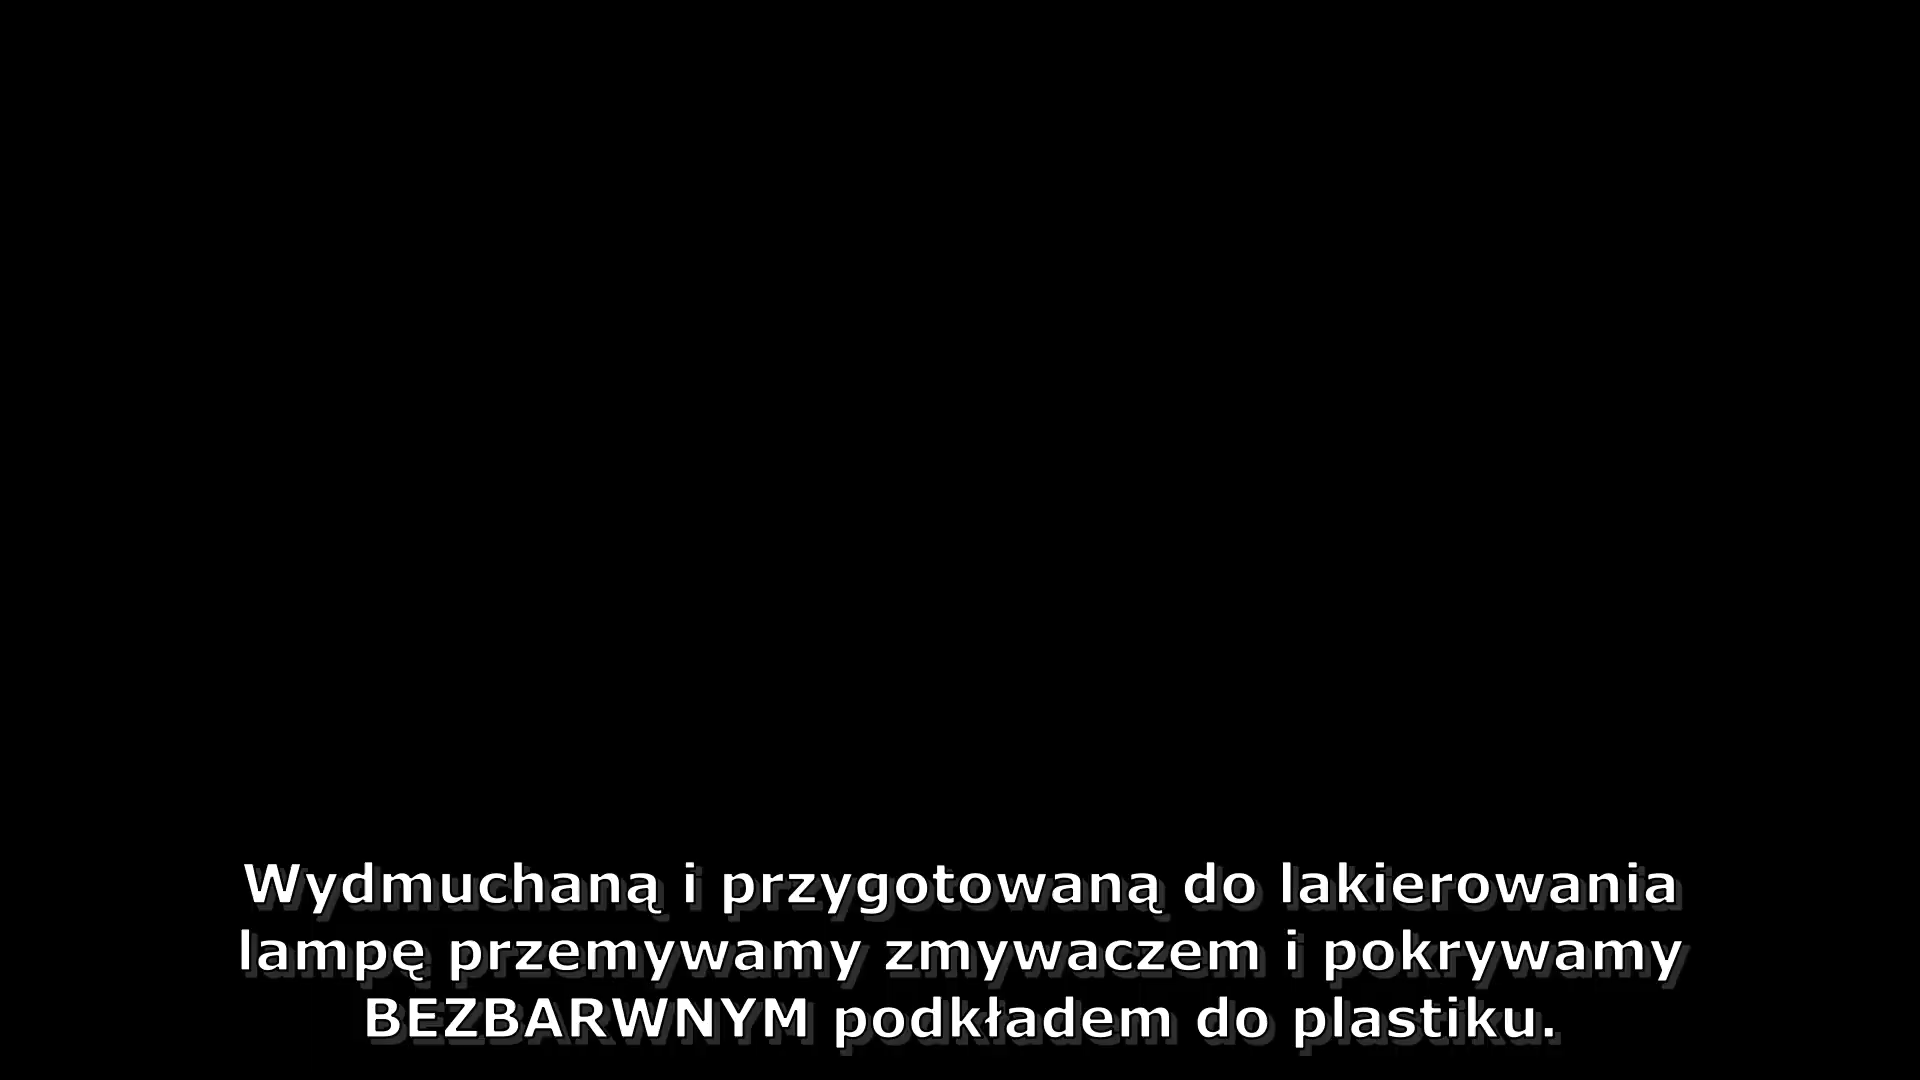 Wydmuchaną i przygotowaną do lakierowania
lampę przemywamy zmywaczem i pokrywamy
BEZBARWNYM podkładem do plastiku.